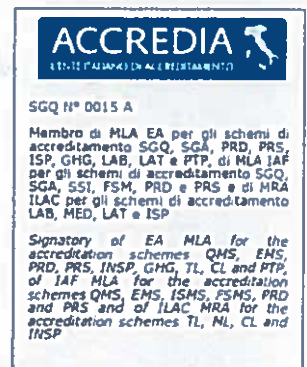 ACCREDIA
L'ENTE ITALIANO DI ACCREDITAMENTO
SGQ N° 0015 A
Membro di MLA EA per gli schemi di
accreditamento SGQ, SGA, PRD, PRS,
ISP, GHG, LAB, LAT e PTP, di MLA IAF
per gli schemi di accreditamento SGQ,
SGA, SSI, FSM, PRD e PRS e di MRA
ILAC per gli schemi di accreditamento
LAB, MED, LAT e ISP
Signatory of EA MLA for the
accreditation schemes QMS, EMS,
PRD, PRS, INSP, GHG, TL, CL and PTP,
of IAF MLA for the accreditation
schemes QMS, EMS, ISMS, FSMS, PRD
and PRS and of ILAC MRA for the
accreditation schemes TL, ML, CL and
INSP